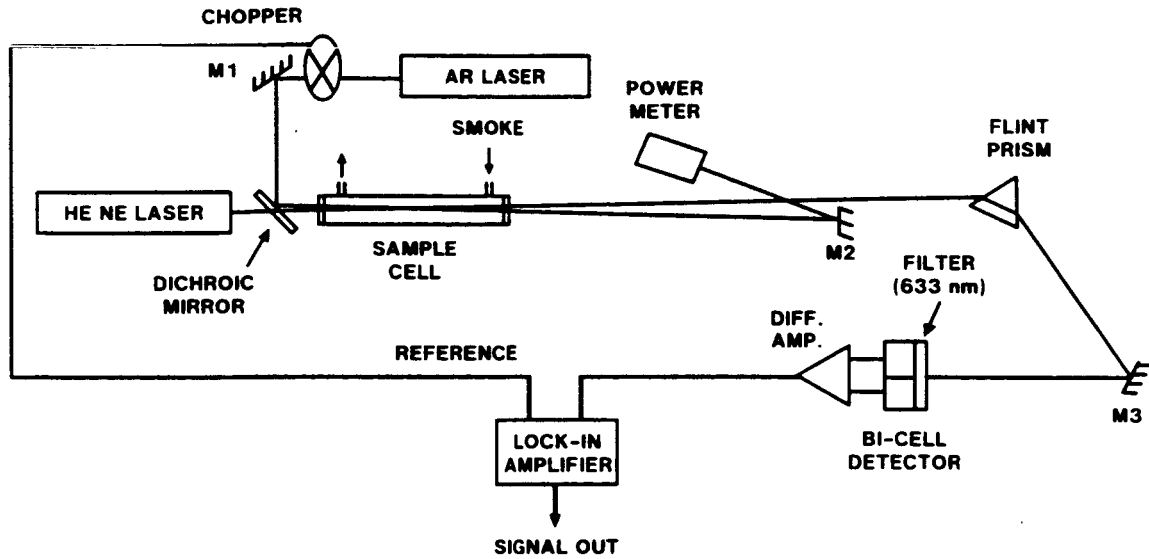 CHOPPER
M1
AR LASER
POWER
METER
SMOKE
FLINT
PRISM
HE NE LASER
SAMPLE
CELL
M2
DICHROIC
MIRROR
FILTER
(633 nm)
DIFF.
AMP.
REFERENCE
M3
LOCK-IN
AMPLIFIER
BI-CELL
DETECTOR
SIGNAL OUT